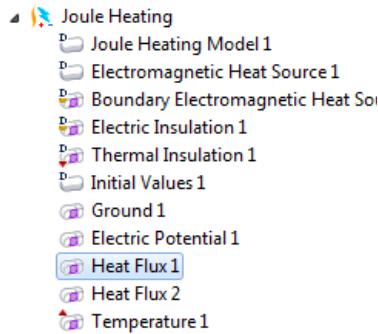 Joule Heating
D Joule Heating Model 1
D Electromagnetic Heat Source 1
D Boundary Electromagnetic Heat Sou
D Electric Insulation 1
D Thermal Insulation 1
D Initial Values 1
Ground 1
Electric Potential 1
Heat Flux 1
Heat Flux 2
Temperature 1